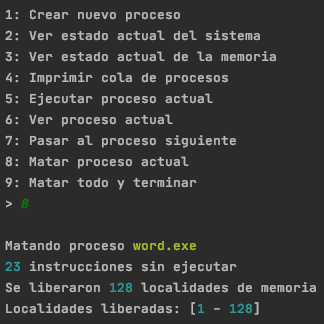 1: Crear nuevo proceso
2: Ver estado actual del sistema
3: Ver estado actual de la memoria
4: Imprimir cola de procesos
5: Ejecutar proceso actual
6: Ver proceso actual
7: Pasar al proceso siguiente
8: Matar proceso actual
9: Matar todo y terminar
> 8
Matando proceso word.exe
23 instrucciones sin ejecutar
Se liberaron 128 localidades de memoria
Localidades liberadas: [1 - 128]